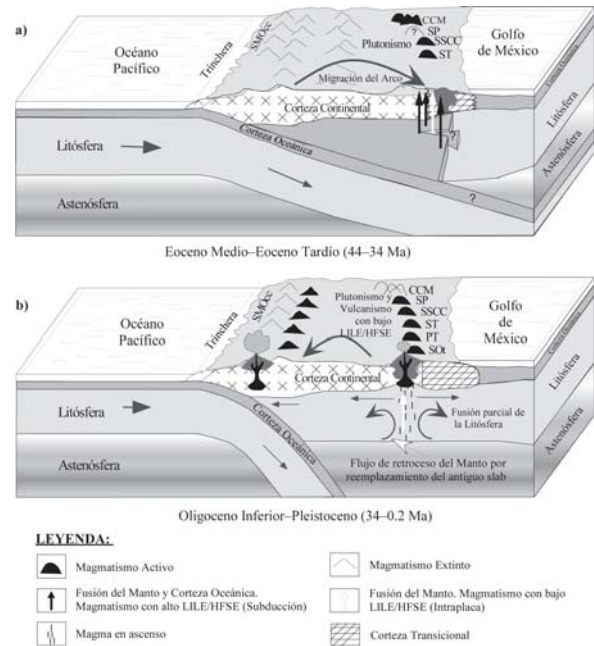 a)
Océano
Pacífico
Trinchera
SMOcc
CCM
SP
?
Plutonismo
SSCC
ST
Golfo
de México
Migración del Arco
Corteza Continental
Corteza Oceánica
Litósfera
Litósfera
Corteza Oceánica
?
Astenósfera
Astenósfera
?
Eoceno Medio–Eoceno Tardío (44–34 Ma)
b)
Océano
Pacífico
Trinchera
SMOcc
Plutonismo y
Vulcanismo
con bajo
LILE/HFSE
CCM
SP
SSCC
ST
PT
SOt
Golfo
de
México
Corteza Continental
Corteza Oceánica
Litósfera
Litósfera
Corteza Oceánica
Fusión parcial de
la Litósfera
Astenósfera
Astenósfera
Flujo de retroceso del Manto por
reemplazamiento del antiguo slab
Oligoceno Inferior–Pleistoceno (34–0.2 Ma)
LEYENDA:
Magmatismo Activo
Magmatismo Extinto
Fusión del Manto y Corteza Oceánica.
Magmatismo con alto LILE/HFSE (Subducción)
Fusión del Manto. Magmatismo con bajo
LILE/HFSE (Intraplaca)
Magma en ascenso
Corteza Transicional